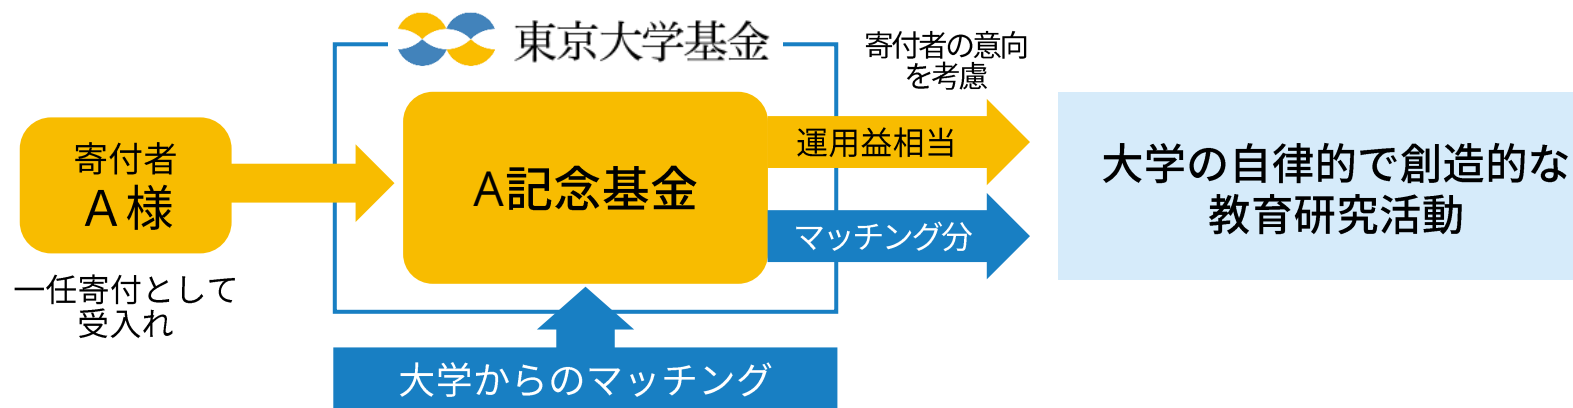 東京大学基金
寄付者
A 様
一任寄付として
受入れ
A記念基金
大学からのマッチング
寄付者の意向
を考慮
運用益相当
マッチング分
大学の自律的で創造的な
教育研究活動